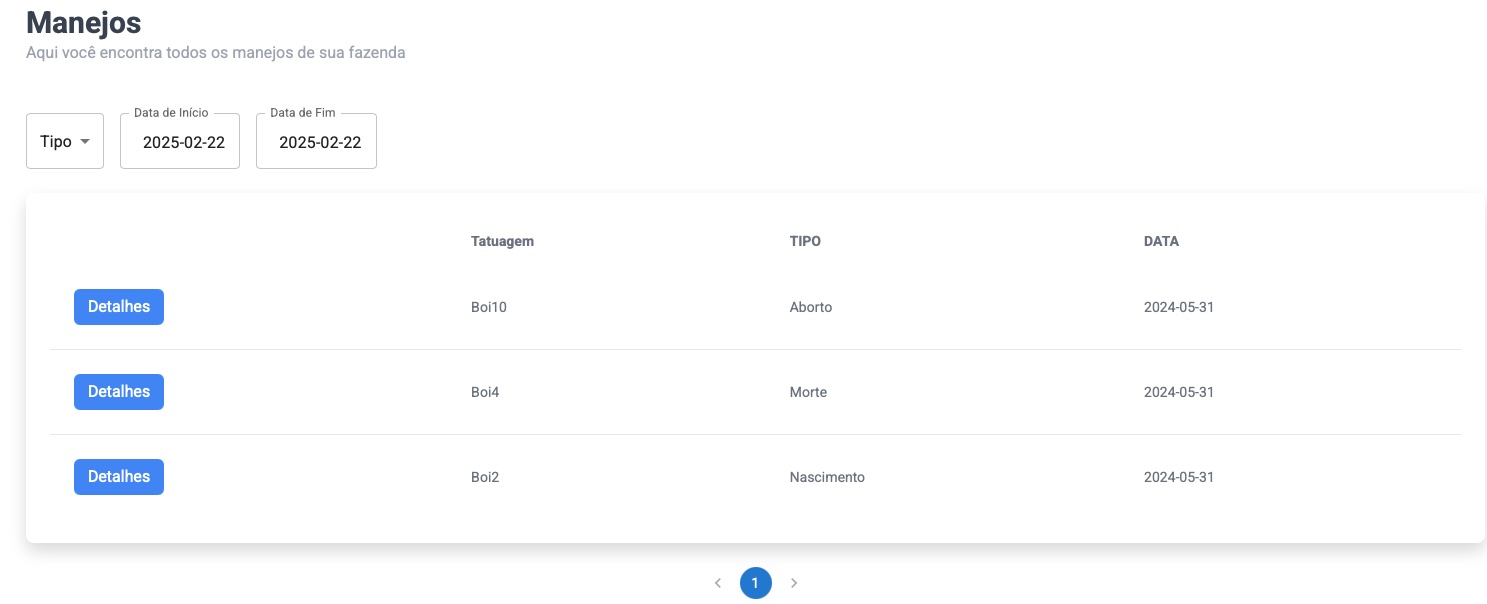 Manejos
Aqui você encontra todos os manejos de sua fazenda
Data de Início Data de Fim
Tipo 2025-02-22 2025-02-22
Tatuagem TIPO DATA
Detalhes Boi10 Aborto 2024-05-31
Detalhes Boi4 Morte 2024-05-31
Detalhes Boi2 Nascimento 2024-05-31
1